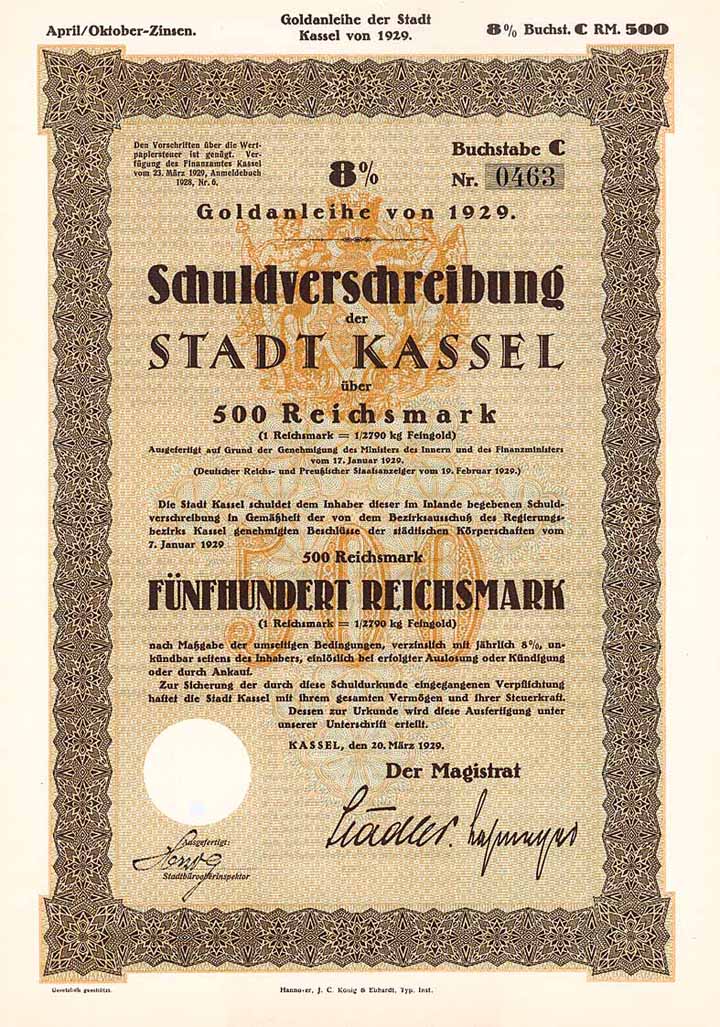 April/Oktober-Zinsen.
Goldanleihe der Stadt
Kassel von 1929.
8% Buchst. C RM. 500
Den Vorschriften über die Wert-
papiersteuer ist genügt. Ver-
fügung des Finanzamtes Kassel
vom 23. März 1929, Anmeldebuch
1928, Nr. 6.
8%
Buchstabe C
Nr. 0463
Goldanleihe von 1929.
Schuldverschreibung
der
STADT KASSEL
über
500 Reichsmark
(1 Reichsmark = 1/2790 kg Feingold)
Ausgefertigt auf Grund der Genehmigung des Ministers des Innern und des Finanzministers
vom 17. Januar 1929.
(Deutscher Reichs- und Preußischer Staatsanzeiger vom 19. Februar 1929.)
Die Stadt Kassel schuldet dem Inhaber dieser im Inlande begebenen Schuld-
verschreibung in Gemäßheit der von dem Bezirksausschuß des Regierungs-
bezirks Kassel genehmigten Beschlüsse der städtischen Körperschaften vom
7. Januar 1929
500 Reichsmark
500
FÜNFHUNDERT REICHSMARK
(1 Reichsmark = 1/2790 kg Feingold)
nach Maßgabe der umseitigen Bedingungen, verzinslich mit jährlich 8%, un-
kündbar seitens des Inhabers, einlöslich bei erfolgter Auslosung oder Kündigung
oder durch Ankauf.
Zur Sicherung der durch diese Schuldurkunde eingegangenen Verpflichtung
haftet die Stadt Kassel mit ihrem gesamten Vermögen und ihrer Steuerkraft.
Dessen zur Urkunde wird diese Ausfertigung unter
unserer Unterschrift erteilt.
KASSEL, den 20. März 1929.
Der Magistrat
Stadler.
Ausgefertigt:
Stadtbürooberinspektor
Gesetzlich geschützt.
Hannover, J. C. König & Ebhardt, Typ. Inst.